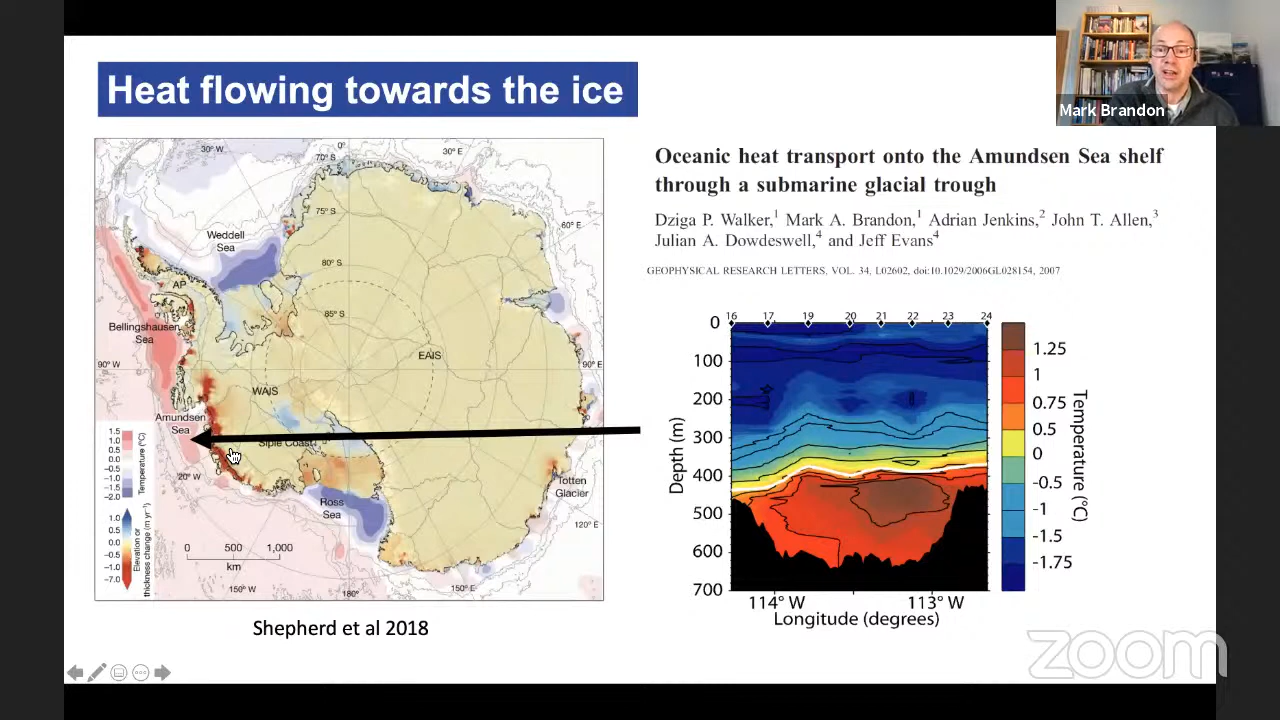 Heat flowing towards the ice
Mark Brandon
30° W
0°
30° E
70° S
75° S
60° E
Weddell
Sea
80° S
AP
85° S
Bellingshausen
Sea
EAIS
90° W
90° E
WAIS
Amundsen
Sea
Siple Coast
1.5
1.0
0.5
0.0
−0.5
−1.0
−1.5
−2.0
Temperature (°C)
20° W
Totten
Glacier
Ross
Sea
120° E
1.0
0.5
0.0
−0.5
−1.0
−7.0
Elevation or
thickness change (m yr⁻¹)
0 500 1,000
km
150° W
180°
150° E
Shepherd et al 2018
Oceanic heat transport onto the Amundsen Sea shelf
through a submarine glacial trough
Dziga P. Walker,¹ Mark A. Brandon,¹ Adrian Jenkins,² John T. Allen,³
Julian A. Dowdeswell,⁴ and Jeff Evans⁴
GEOPHYSICAL RESEARCH LETTERS, VOL. 34, L02602, doi:10.1029/2006GL028154, 2007
16 17 19 20 21 22 23 24
0
100
200
300
400
500
600
700
Depth (m)
114° W 113° W
Longitude (degrees)
1.25
1
0.75
0.5
0
-0.5
-1
-1.5
-1.75
Temperature (°C)
zoom